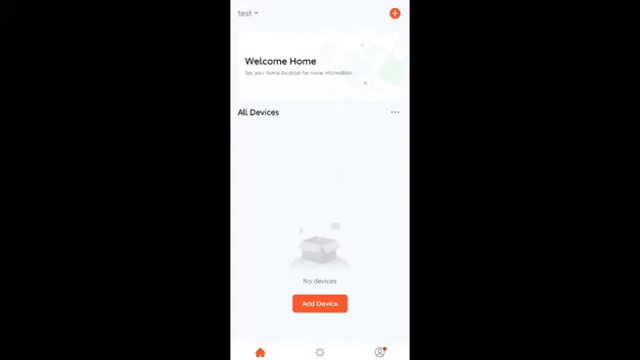 test
Welcome Home
Set your home location for more information
All Devices
No devices
Add Device